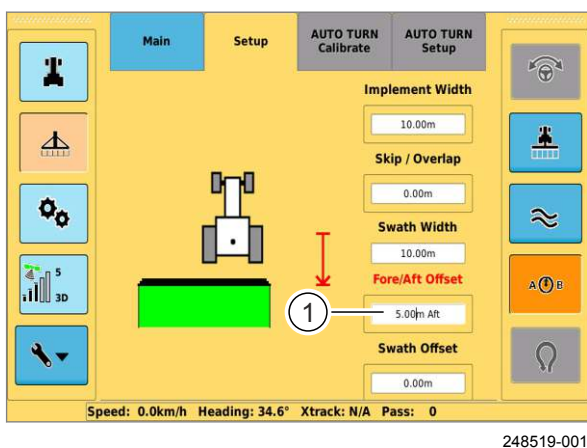 Main
Setup
AUTO TURN
Calibrate
AUTO TURN
Setup
Implement Width
10.00m
Skip / Overlap
0.00m
Swath Width
10.00m
Fore/Aft Offset
1
5.00m Aft
Swath Offset
0.00m
5
3D
A B
Speed: 0.0km/h Heading: 34.6° Xtrack: N/A Pass: 0
248519-001